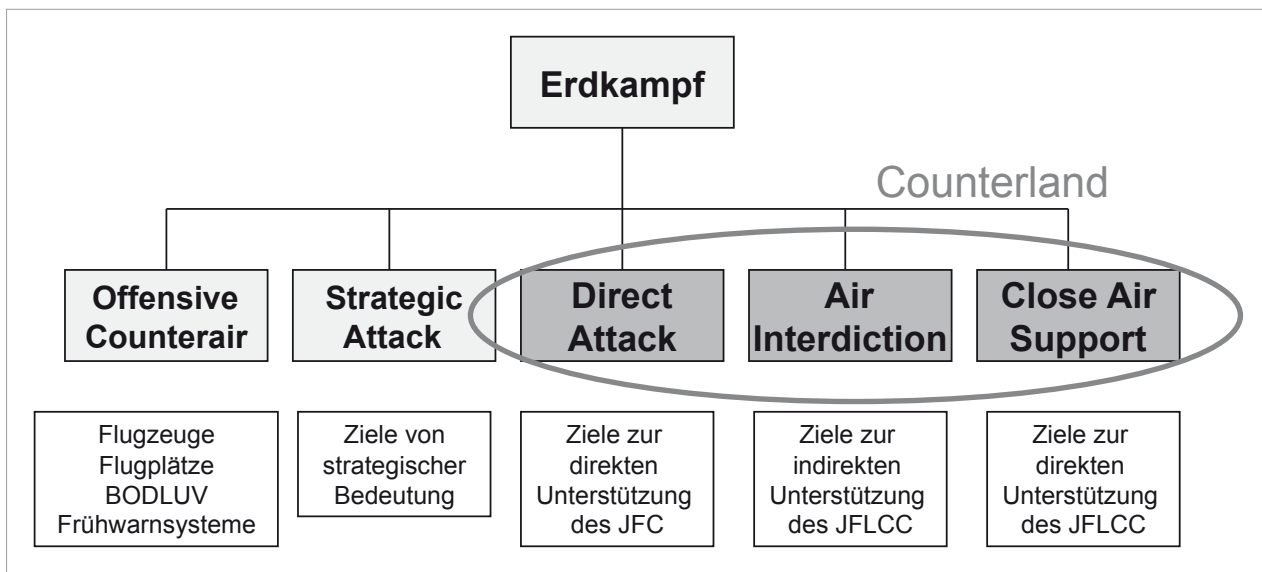 Erdkampf
Counterland
Offensive
Counterair
Strategic
Attack
Direct
Attack
Air
Interdiction
Close Air
Support
Flugzeuge
Flugplätze
BODLUV
Frühwarnsysteme
Ziele von
strategischer
Bedeutung
Ziele zur
direkten
Unterstützung
des JFC
Ziele zur
indirekten
Unterstützung
des JFLCC
Ziele zur
direkten
Unterstützung
des JFLCC